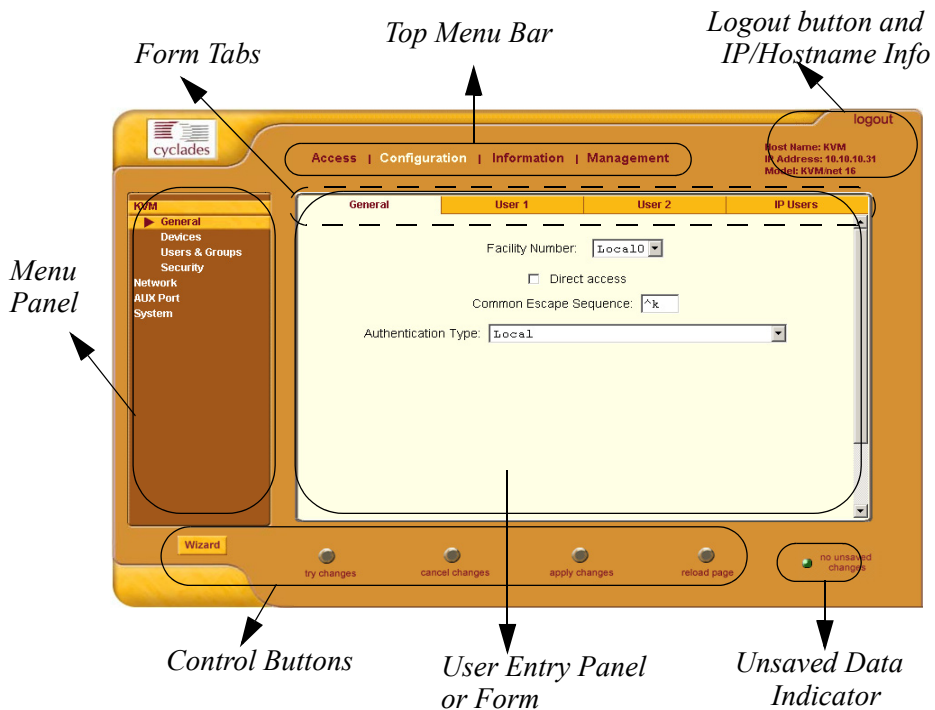 Form Tabs
Top Menu Bar
Logout button and
IP/Hostname Info
cyclades
logout
Access | Configuration | Information | Management
Host Name: KVM
IP Address: 10.10.10.31
Model: KVM/net 16
KVM
General
Devices
Users & Groups
Security
Network
AUX Port
System
General
User 1
User 2
IP Users
Facility Number: Local0
Direct access
Common Escape Sequence: ^k
Authentication Type: Local
Menu
Panel
Wizard
try changes
cancel changes
apply changes
reload page
no unsaved
changes
Control Buttons
User Entry Panel
or Form
Unsaved Data
Indicator